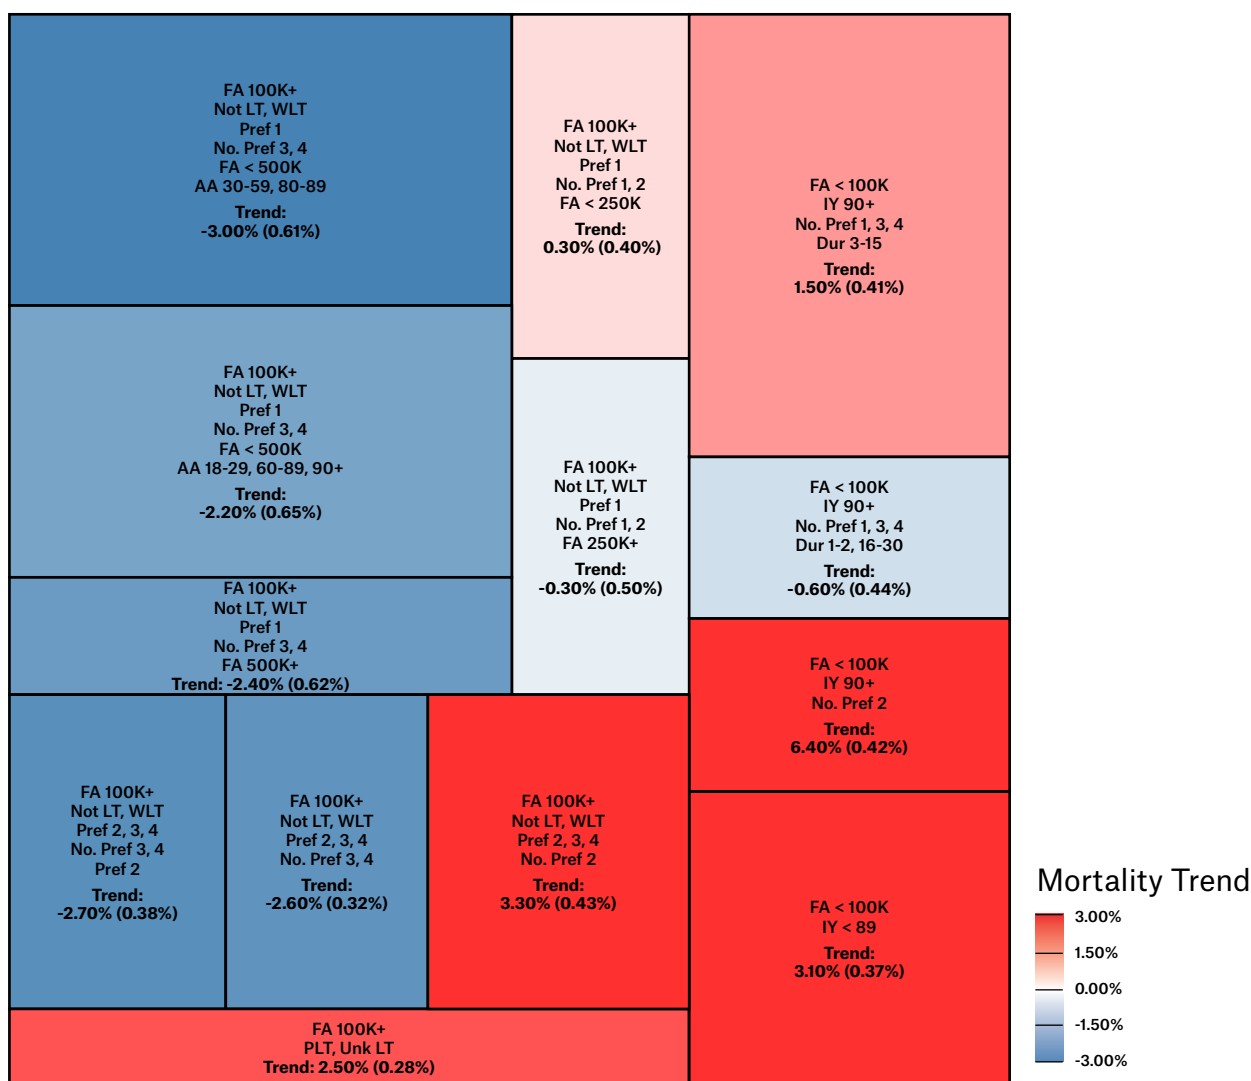 FA 100K+
Not LT, WLT
Pref 1
No. Pref 3, 4
FA < 500K
AA 30-59, 80-89
Trend:
-3.00% (0.61%)
FA 100K+
Not LT, WLT
Pref 1
No. Pref 1, 2
FA < 250K
Trend:
0.30% (0.40%)
FA < 100K
IY 90+
No. Pref 1, 3, 4
Dur 3-15
Trend:
1.50% (0.41%)
FA 100K+
Not LT, WLT
Pref 1
No. Pref 3, 4
FA < 500K
AA 18-29, 60-89, 90+
Trend:
-2.20% (0.65%)
FA 100K+
Not LT, WLT
Pref 1
No. Pref 1, 2
FA 250K+
Trend:
-0.30% (0.50%)
FA < 100K
IY 90+
No. Pref 1, 3, 4
Dur 1-2, 16-30
Trend:
-0.60% (0.44%)
FA 100K+
Not LT, WLT
Pref 1
No. Pref 3, 4
FA 500K+
Trend: -2.40% (0.62%)
FA < 100K
IY 90+
No. Pref 2
Trend:
6.40% (0.42%)
FA 100K+
Not LT, WLT
Pref 2, 3, 4
No. Pref 3, 4
Pref 2
Trend:
-2.70% (0.38%)
FA 100K+
Not LT, WLT
Pref 2, 3, 4
No. Pref 3, 4
Trend:
-2.60% (0.32%)
FA 100K+
Not LT, WLT
Pref 2, 3, 4
No. Pref 2
Trend:
3.30% (0.43%)
FA < 100K
IY < 89
Trend:
3.10% (0.37%)
FA 100K+
PLT, Unk LT
Trend: 2.50% (0.28%)
Mortality Trend
3.00%
1.50%
0.00%
-1.50%
-3.00%